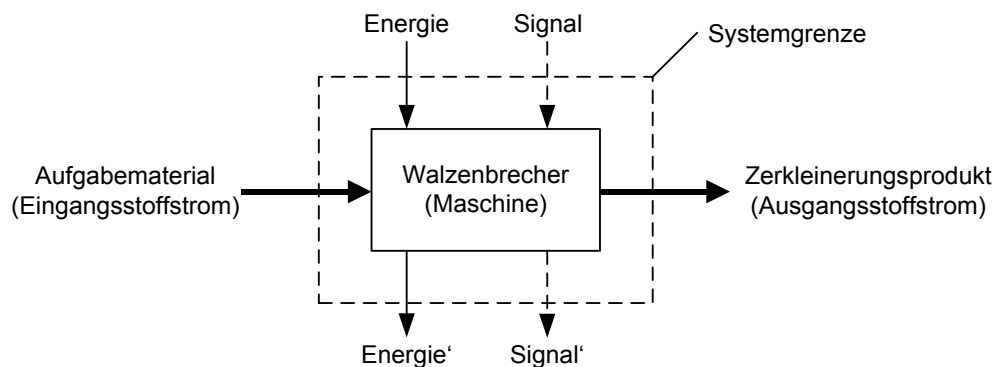 Energie
Signal
Systemgrenze
Aufgabematerial
(Eingangsstoffstrom)
Walzenbrecher
(Maschine)
Zerkleinerungsprodukt
(Ausgangsstoffstrom)
Energie‘
Signal‘